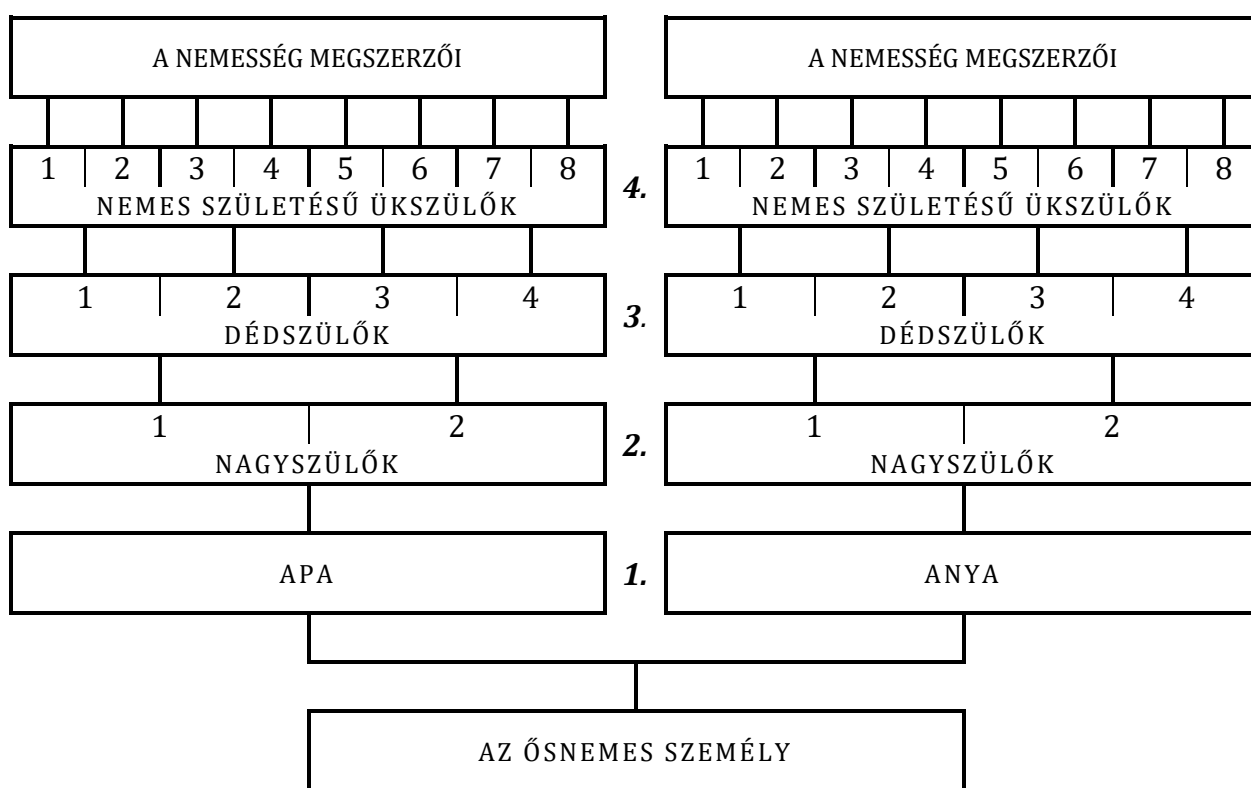 A NEMESSÉG MEGSZERZŐI
A NEMESSÉG MEGSZERZŐI
1 2 3 4 5 6 7 8
NEMES SZÜLETÉSŰ ÜKSZÜLŐK
4.
1 2 3 4 5 6 7 8
NEMES SZÜLETÉSŰ ÜKSZÜLŐK
1 2 3 4
DÉDSZÜLŐK
3.
1 2 3 4
DÉDSZÜLŐK
1 2
NAGYSZÜLŐK
2.
1 2
NAGYSZÜLŐK
APA
1.
ANYA
AZ ŐSNEMES SZEMÉLY